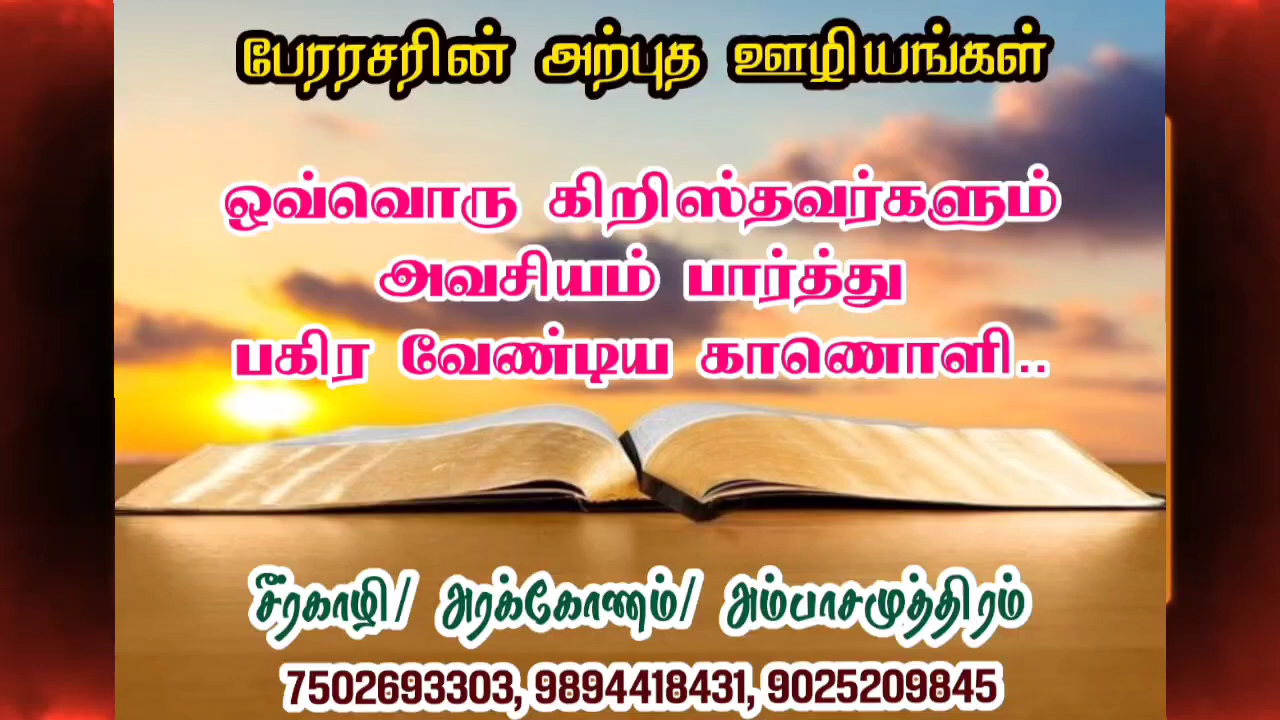 பேரரசரின் அற்புத ஊழியங்கள்
ஒவ்வொரு கிறிஸ்தவர்களும்
அவசியம் பார்த்து
பகிர வேண்டிய காணொளி..
சீர்காழி/ அரக்கோணம்/ அம்பாசமுத்திரம்
7502693303, 9894418431, 9025209845